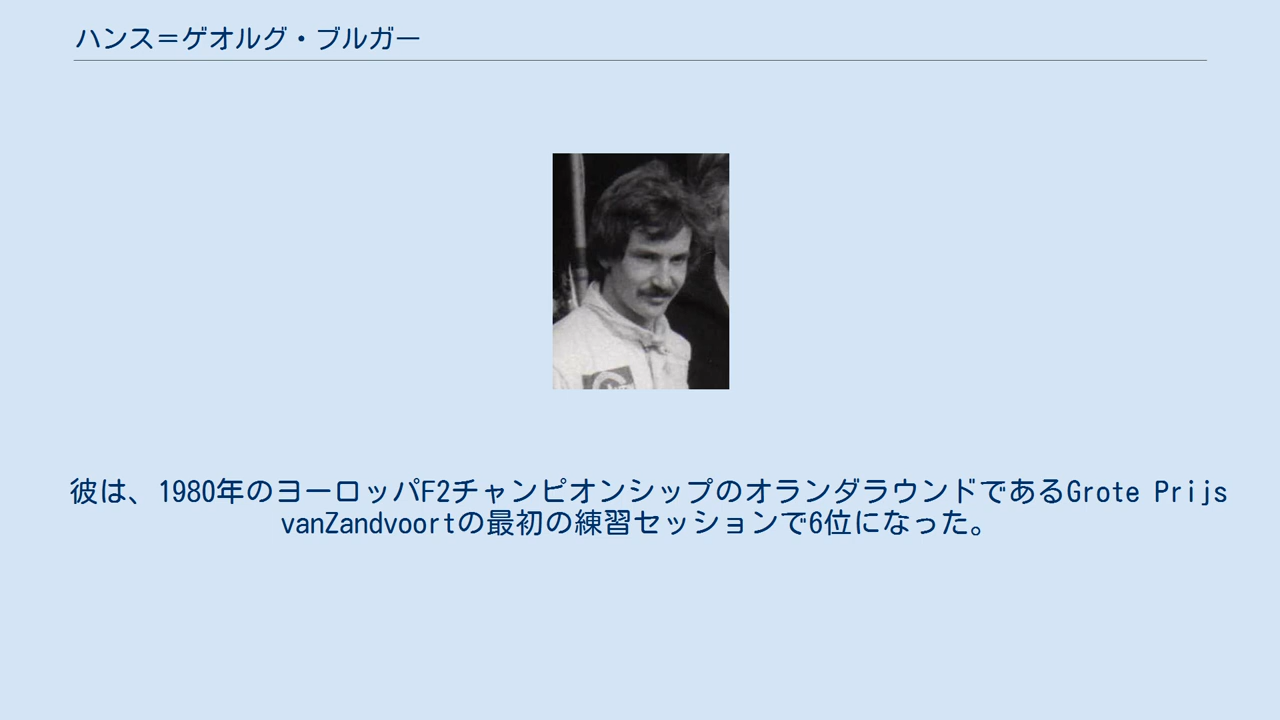 ハンス＝ゲオルグ・ブルガー
彼は、1980年のヨーロッパF2チャンピオンシップのオランダラウンドであるGrote Prijs
vanZandvoortの最初の練習セッションで6位になった。